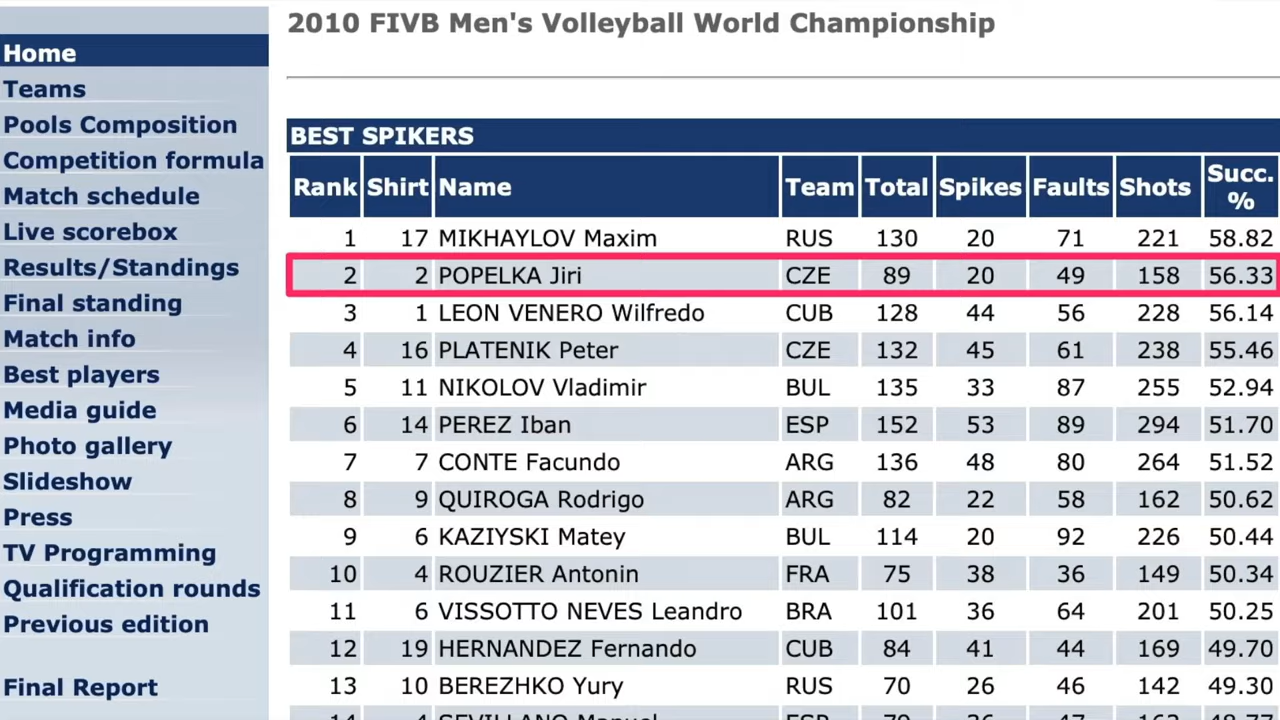 2010 FIVB Men's Volleyball World Championship
Home
Teams
Pools Composition
Competition formula
Match schedule
Live scorebox
Results/Standings
Final standing
Match info
Best players
Media guide
Photo gallery
Slideshow
Press
TV Programming
Qualification rounds
Previous edition
Final Report
BEST SPIKERS
Rank Shirt Name Team Total Spikes Faults Shots Succ. %
1 17 MIKHAYLOV Maxim RUS 130 20 71 221 58.82
2 2 POPELKA Jiri CZE 89 20 49 158 56.33
3 1 LEON VENERO Wilfredo CUB 128 44 56 228 56.14
4 16 PLATENIK Peter CZE 132 45 61 238 55.46
5 11 NIKOLOV Vladimir BUL 135 33 87 255 52.94
6 14 PEREZ Iban ESP 152 53 89 294 51.70
7 7 CONTE Facundo ARG 136 48 80 264 51.52
8 9 QUIROGA Rodrigo ARG 82 22 58 162 50.62
9 6 KAZIYSKI Matey BUL 114 20 92 226 50.44
10 4 ROUZIER Antonin FRA 75 38 36 149 50.34
11 6 VISSOTTO NEVES Leandro BRA 101 36 64 201 50.25
12 19 HERNANDEZ Fernando CUB 84 41 44 169 49.70
13 10 BEREZHKO Yury RUS 70 26 46 142 49.30